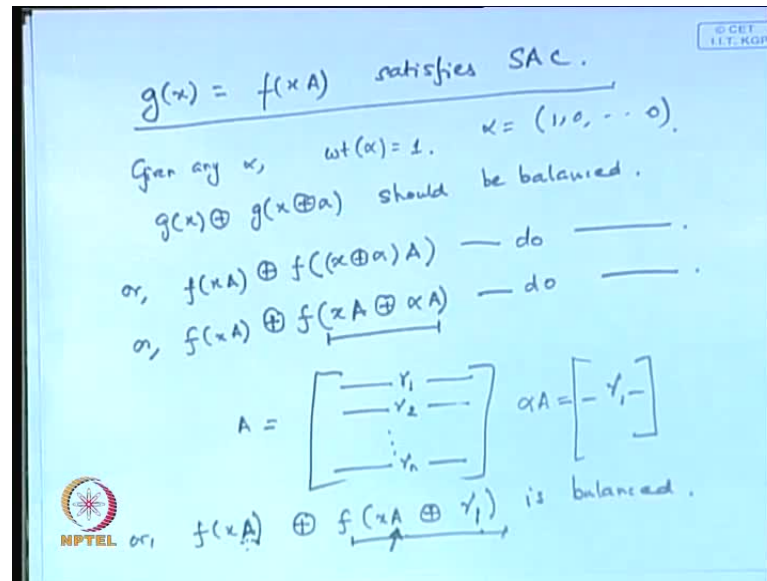 © CET
I.I.T. KGP
g(x) = f(xA) satisfies SAC.
Given any α, wt(α) = 1. α = (1, 0, -- 0).
g(x) ⊕ g(x⊕α) should be balanced.
or, f(xA) ⊕ f((x⊕α)A) — do —.
or, f(xA) ⊕ f(xA ⊕ αA) — do —.
A = [ — γ₁ —
— γ₂ —
⋮
— γₙ — ] αA = [ – γ₁ – ]
or, f(xA) ⊕ f(xA ⊕ γ₁) is balanced.
NPTEL